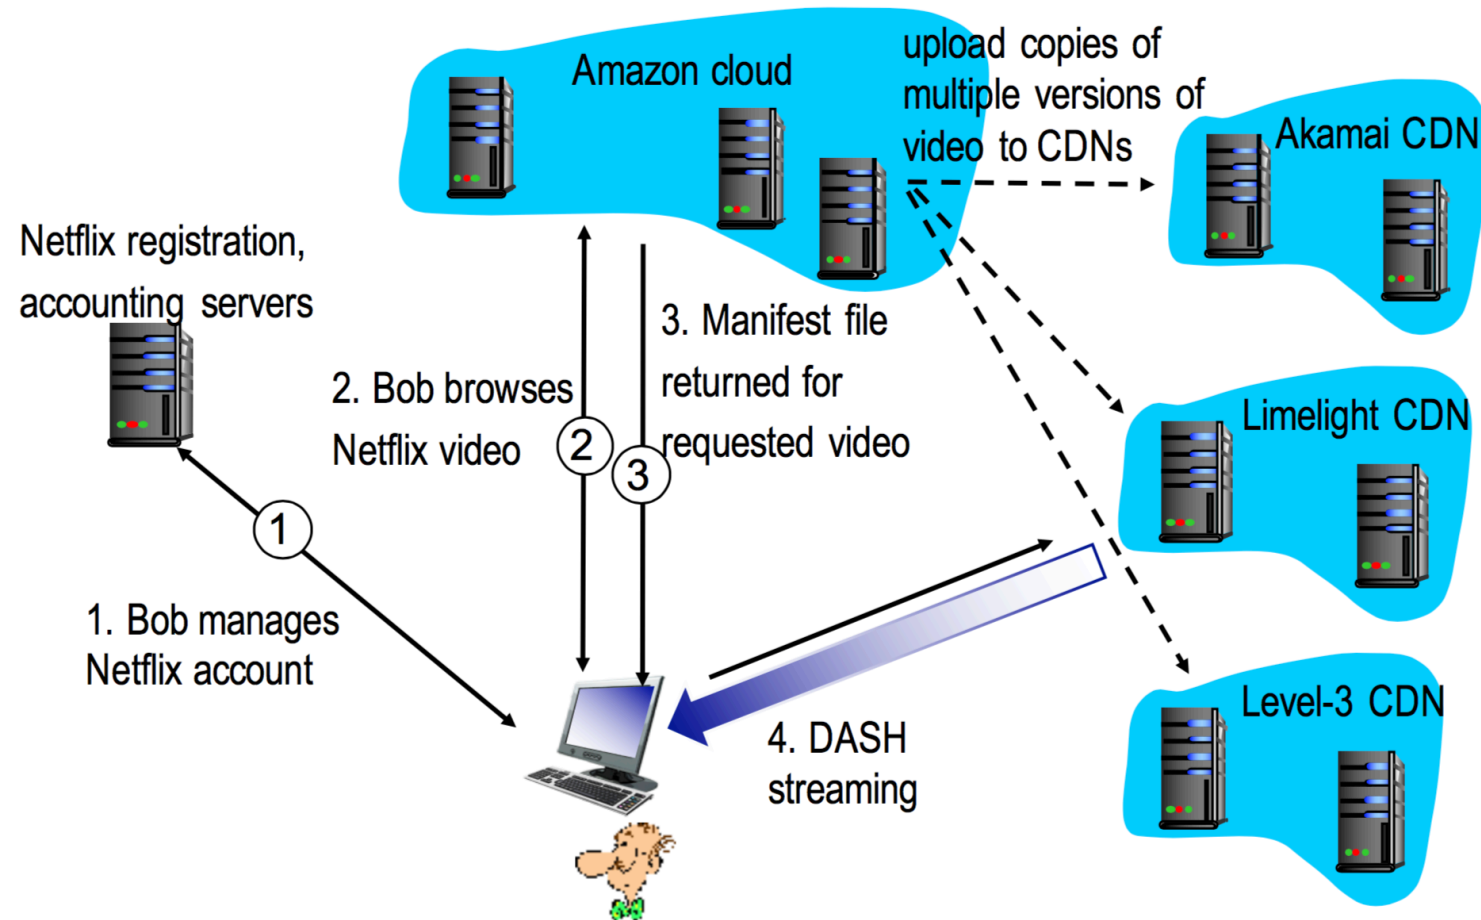 Amazon cloud
upload copies of
multiple versions of
video to CDNs
Akamai CDN
Netflix registration,
accounting servers
3. Manifest file
returned for
requested video
2. Bob browses
Netflix video
2
3
Limelight CDN
1
1. Bob manages
Netflix account
Level-3 CDN
4. DASH
streaming